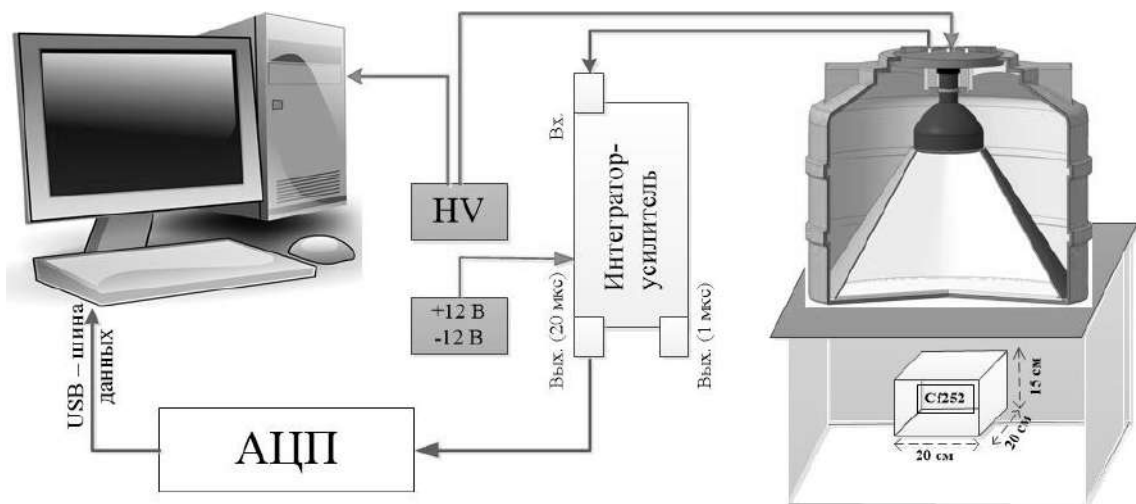 HV
+12 В
-12 В
Вх.
Интегратор-
усилитель
Вых. (20 мкс)
Вых. (1 мкс)
USB – шина
данных
АЦП
Cf252
15 см
20 см
20 см